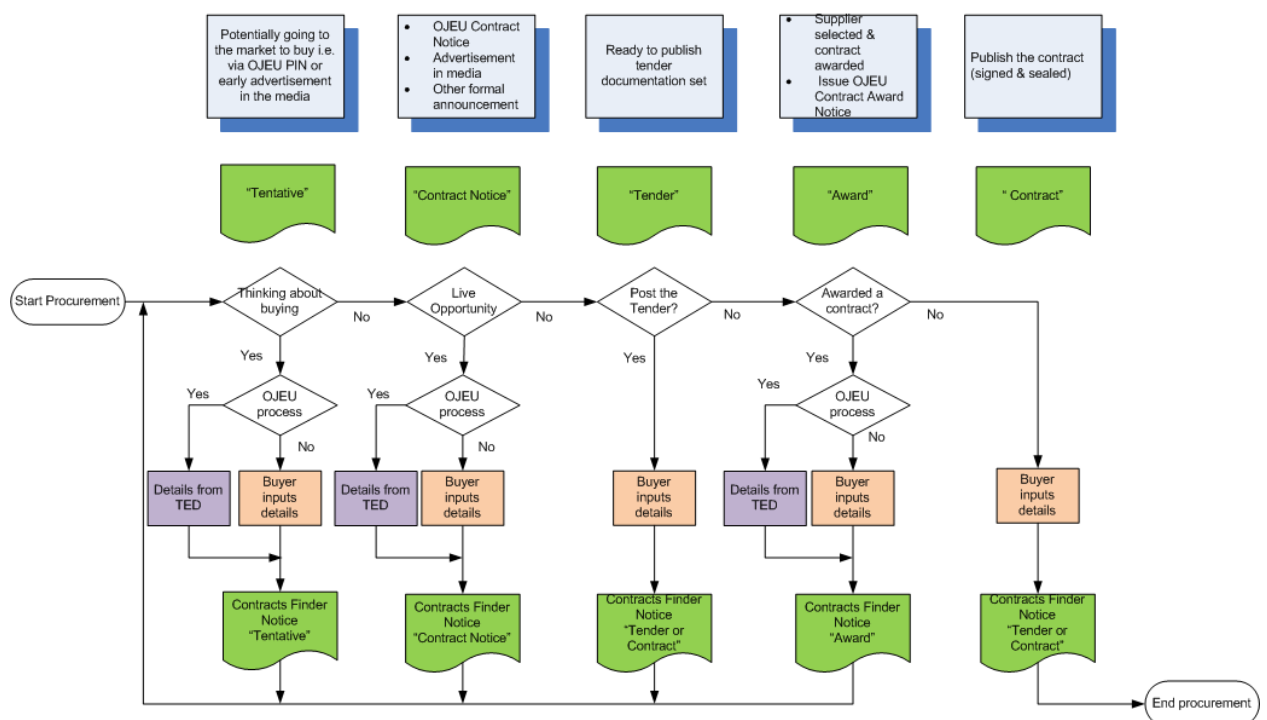 Potentially going to
the market to buy i.e.
via OJEU PIN or
early advertisement
in the media
• OJEU Contract
Notice
• Advertisement
in media
• Other formal
announcement
Ready to publish
tender
documentation set
• Supplier
selected &
contract
awarded
• Issue OJEU
Contract Award
Notice
Publish the contract
(signed & sealed)
“Tentative”
“Contract Notice”
“Tender”
“Award”
“ Contract”
Start Procurement
Thinking about
buying
No
Live
Opportunity
No
Post the
Tender?
No
Awarded a
contract?
No
Yes
Yes
Yes
Yes
Yes
OJEU
process
No
Yes
OJEU
process
No
Yes
OJEU
process
No
Details from
TED
Buyer
inputs
details
Details from
TED
Buyer
inputs
details
Buyer
inputs
details
Details from
TED
Buyer
inputs
details
Buyer
inputs
details
Contracts Finder
Notice
“Tentative”
Contracts Finder
Notice
“Contract Notice”
Contracts Finder
Notice
“Tender or
Contract”
Contracts Finder
Notice
“Award”
Contracts Finder
Notice
“Tender or
Contract”
End procurement